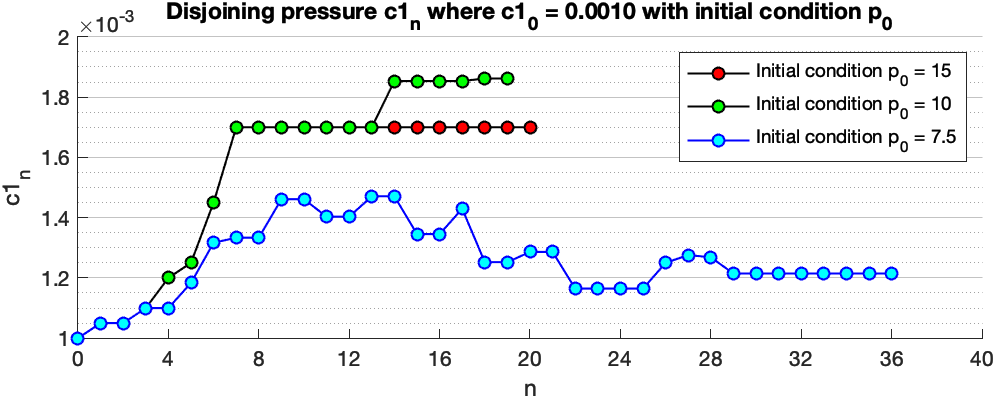 Disjoining pressure c1ₙ where c1₀ = 0.0010 with initial condition p₀
×10⁻³
2
1.8
1.6
1.4
1.2
1
c1ₙ
Initial condition p₀ = 15
Initial condition p₀ = 10
Initial condition p₀ = 7.5
0 4 8 12 16 20 24 28 32 36 40
n